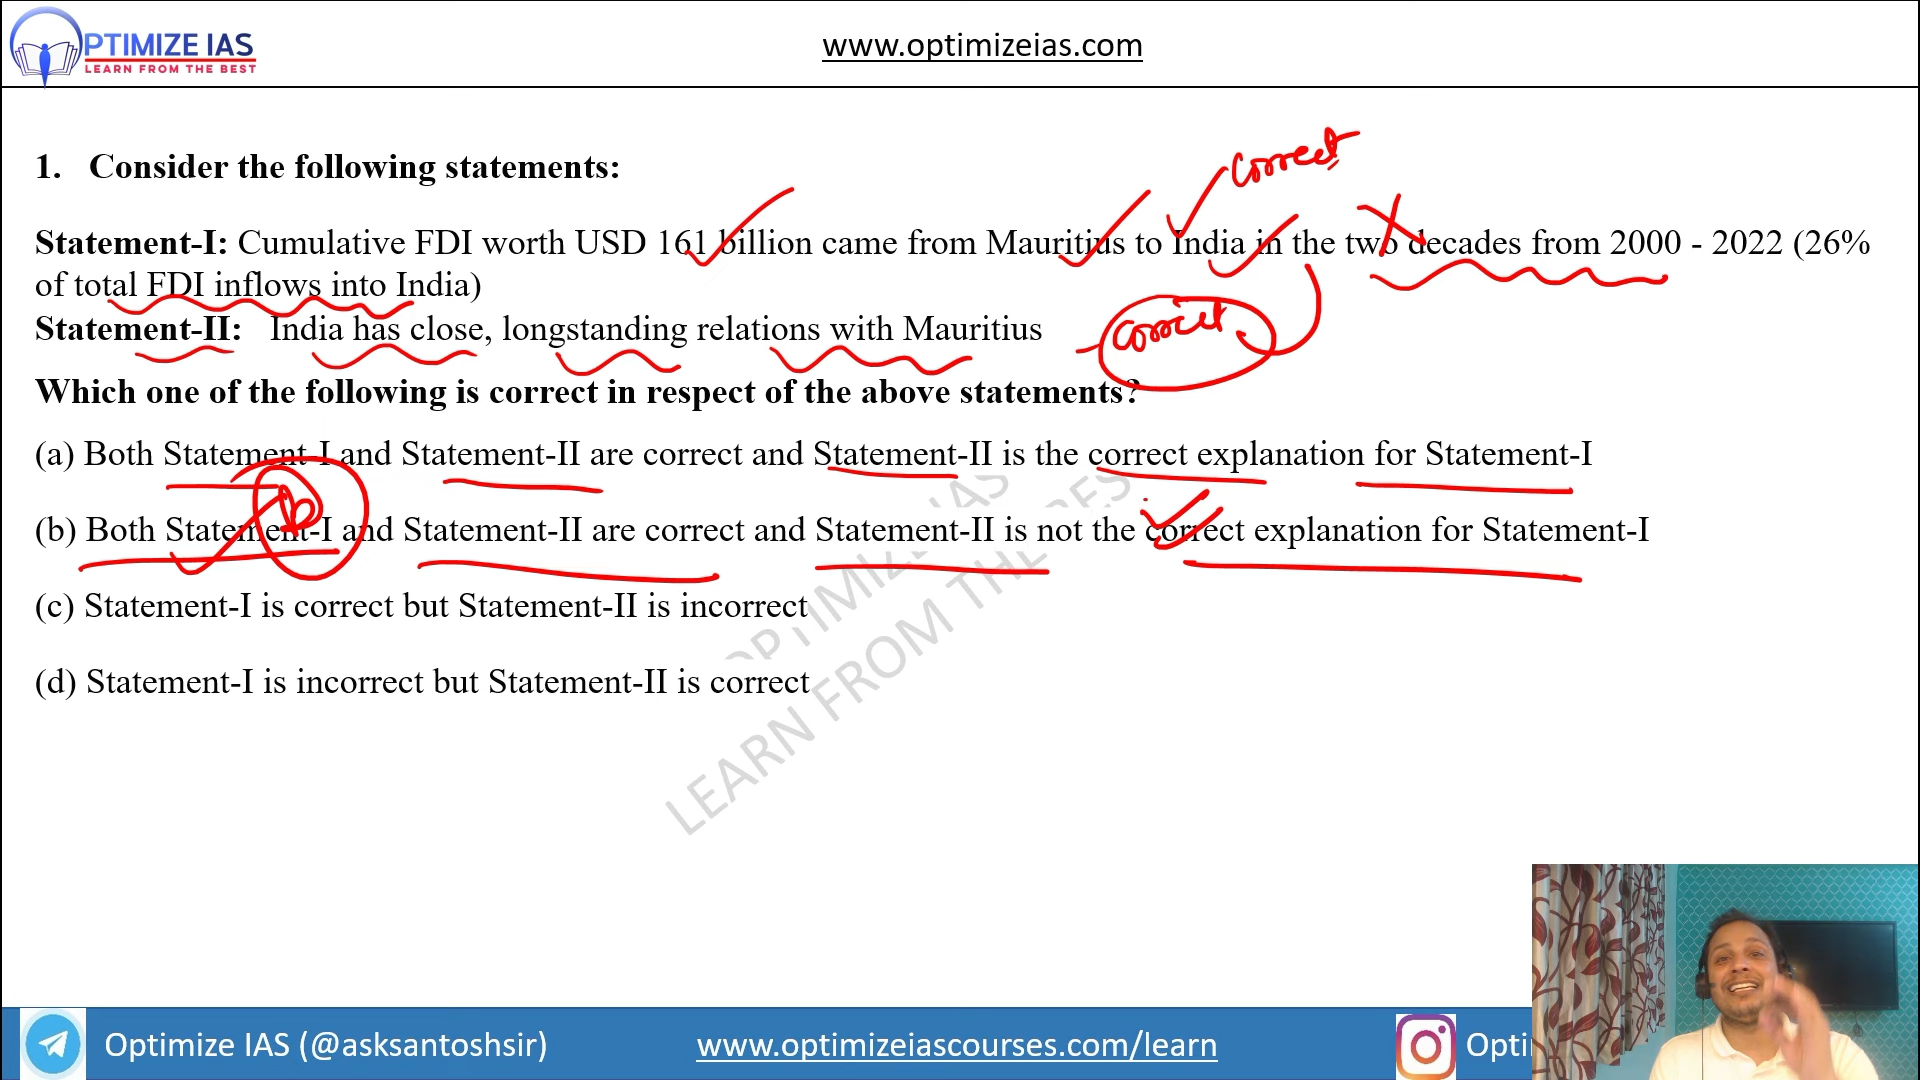 PTIMIZE IAS
LEARN FROM THE BEST
www.optimizeias.com
1. Consider the following statements:
correct
Statement-I: Cumulative FDI worth USD 161 billion came from Mauritius to India in the two decades from 2000 - 2022 (26%
of total FDI inflows into India)
Statement-II: India has close, longstanding relations with Mauritius
correct
Which one of the following is correct in respect of the above statements?
(a) Both Statement-I and Statement-II are correct and Statement-II is the correct explanation for Statement-I
b
(b) Both Statement-I and Statement-II are correct and Statement-II is not the correct explanation for Statement-I
(c) Statement-I is correct but Statement-II is incorrect
(d) Statement-I is incorrect but Statement-II is correct
OPTIMIZE IAS
LEARN FROM THE BES
Optimize IAS (@asksantoshsir)
www.optimizeiascourses.com/learn
Opti